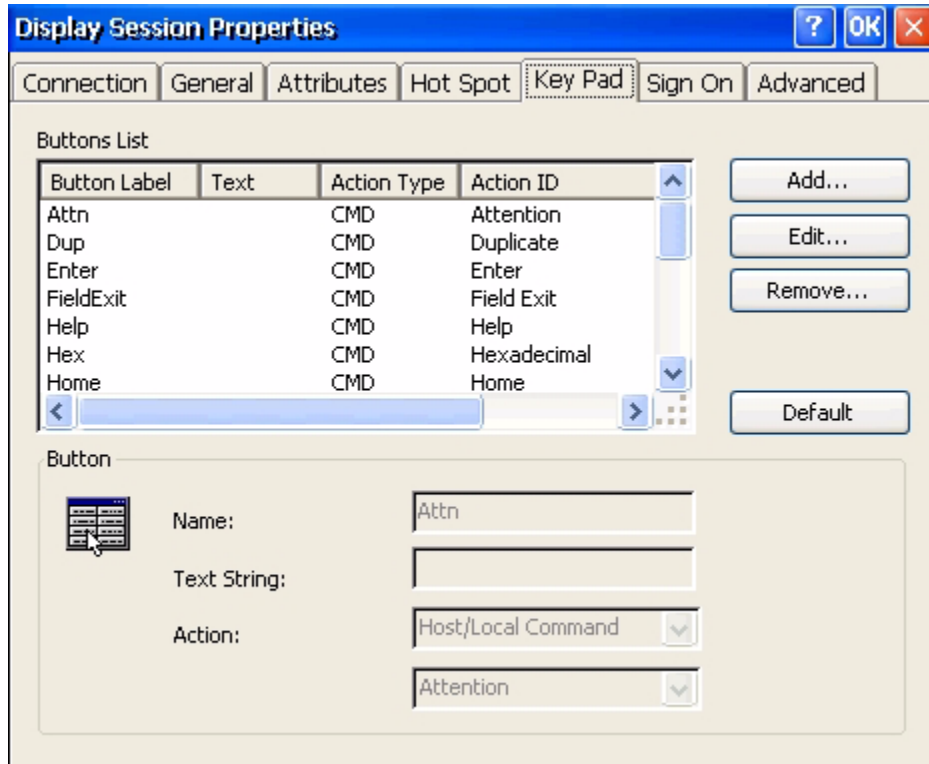 Display Session Properties ? OK
Connection General Attributes Hot Spot Key Pad Sign On Advanced
Buttons List
Button Label Text Action Type Action ID
Attn CMD Attention
Dup CMD Duplicate
Enter CMD Enter
FieldExit CMD Field Exit
Help CMD Help
Hex CMD Hexadecimal
Home CMD Home
Add...
Edit...
Remove...
Default
Button
Name: Attn
Text String:
Action: Host/Local Command
Attention